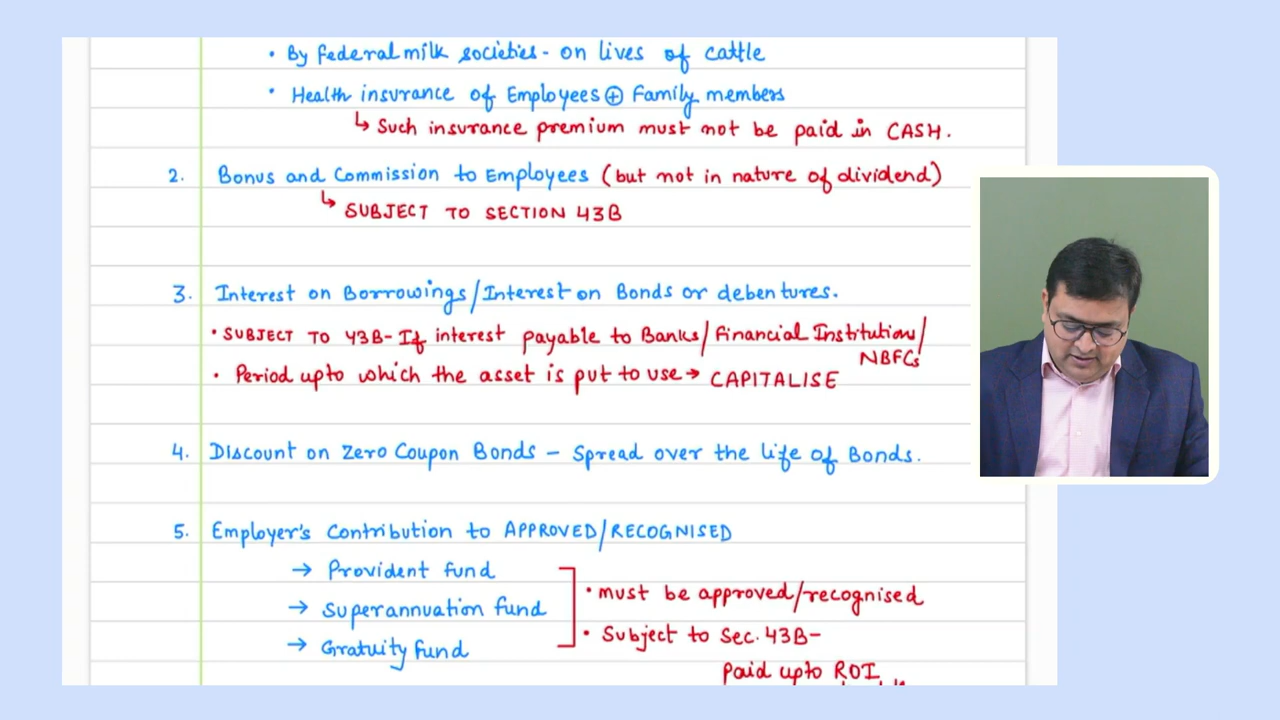 • By Federal milk societies - on lives of cattle
• Health insurance of Employees ⊕ Family members
↳ Such insurance premium must not be paid in CASH.
2. Bonus and Commission to Employees (but not in nature of dividend)
↳ SUBJECT TO SECTION 43B
3. Interest on Borrowings/Interest on Bonds or debentures.
• SUBJECT TO 43B - If interest payable to Banks/Financial Institution/
NBFCs
• Period upto which the asset is put to use → CAPITALISE
4. Discount on Zero Coupon Bonds - Spread over the life of Bonds.
5. Employer's Contribution to APPROVED/RECOGNISED
→ Provident fund
• must be approved/recognised
→ Superannuation fund
• Subject to Sec. 43B-
→ Gratuity fund
Paid upto ROI